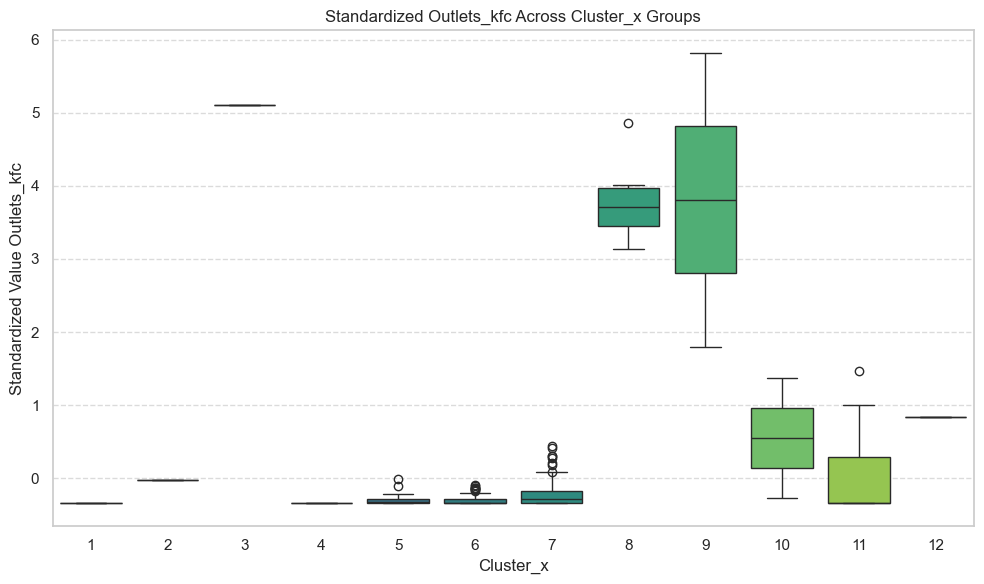 Standardized Outlets_kfc Across Cluster_x Groups
Standardized Value Outlets_kfc
6
5
4
3
2
1
0
1 2 3 4 5 6 7 8 9 10 11 12
Cluster_x